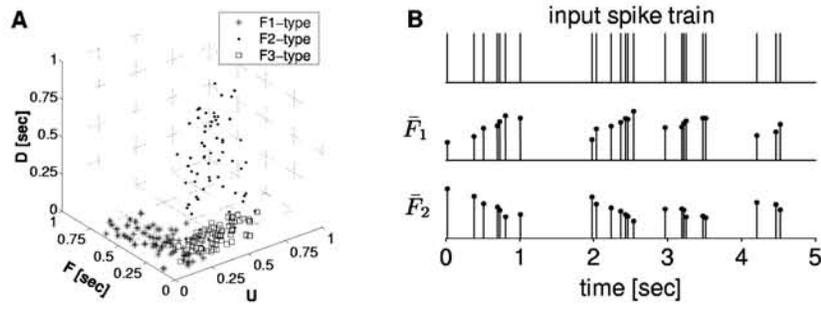 A
F1-type
F2-type
F3-type
D [sec]
1
0.75
0.5
0.25
0
F [sec]
1
0.75
0.5
0.25
0
U
0
0.25
0.5
0.75
1
B
input spike train
F̄1
F̄2
0 1 2 3 4 5
time [sec]